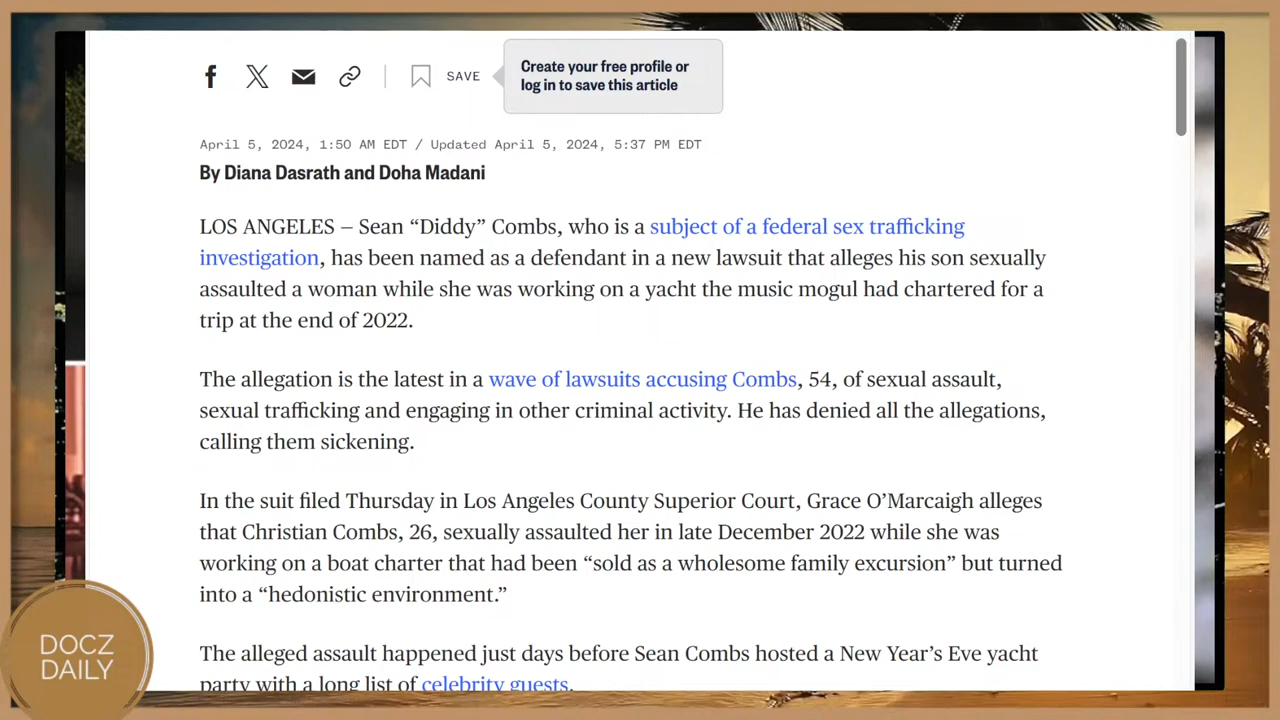 SAVE
Create your free profile or
log in to save this article
April 5, 2024, 1:50 AM EDT / Updated April 5, 2024, 5:37 PM EDT
By Diana Dasrath and Doha Madani
LOS ANGELES – Sean “Diddy” Combs, who is a subject of a federal sex trafficking
investigation, has been named as a defendant in a new lawsuit that alleges his son sexually
assaulted a woman while she was working on a yacht the music mogul had chartered for a
trip at the end of 2022.
The allegation is the latest in a wave of lawsuits accusing Combs, 54, of sexual assault,
sexual trafficking and engaging in other criminal activity. He has denied all the allegations,
calling them sickening.
In the suit filed Thursday in Los Angeles County Superior Court, Grace O’Marcaigh alleges
that Christian Combs, 26, sexually assaulted her in late December 2022 while she was
working on a boat charter that had been “sold as a wholesome family excursion” but turned
into a “hedonistic environment.”
The alleged assault happened just days before Sean Combs hosted a New Year’s Eve yacht
party with a long list of celebrity guests.
DOCZ
DAILY